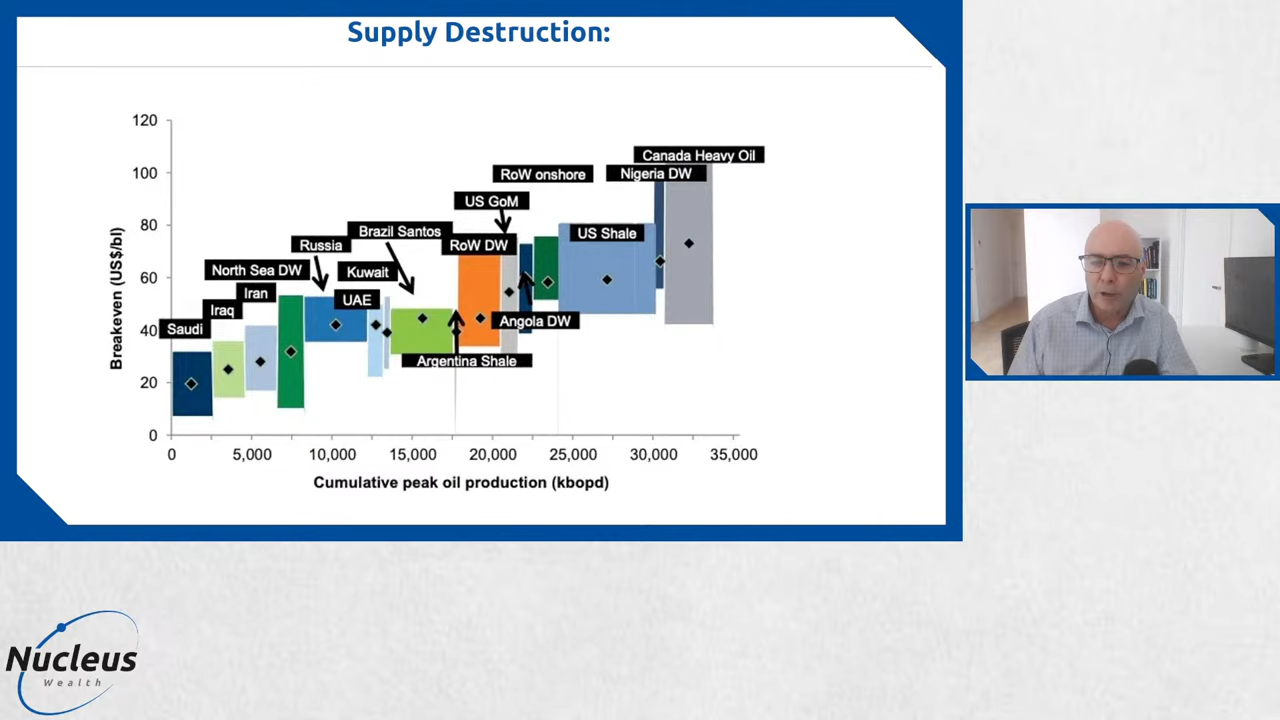 Supply Destruction:
120
100
80
60
40
20
0
Breakeven (US$/bl)
Canada Heavy Oil
RoW onshore
Nigeria DW
US GoM
Brazil Santos
US Shale
Russia
RoW DW
North Sea DW
Kuwait
Iran
UAE
Iraq
Angola DW
Saudi
Argentina Shale
0
5,000
10,000
15,000
20,000
25,000
30,000
35,000
Cumulative peak oil production (kbopd)
Nucleus
Wealth